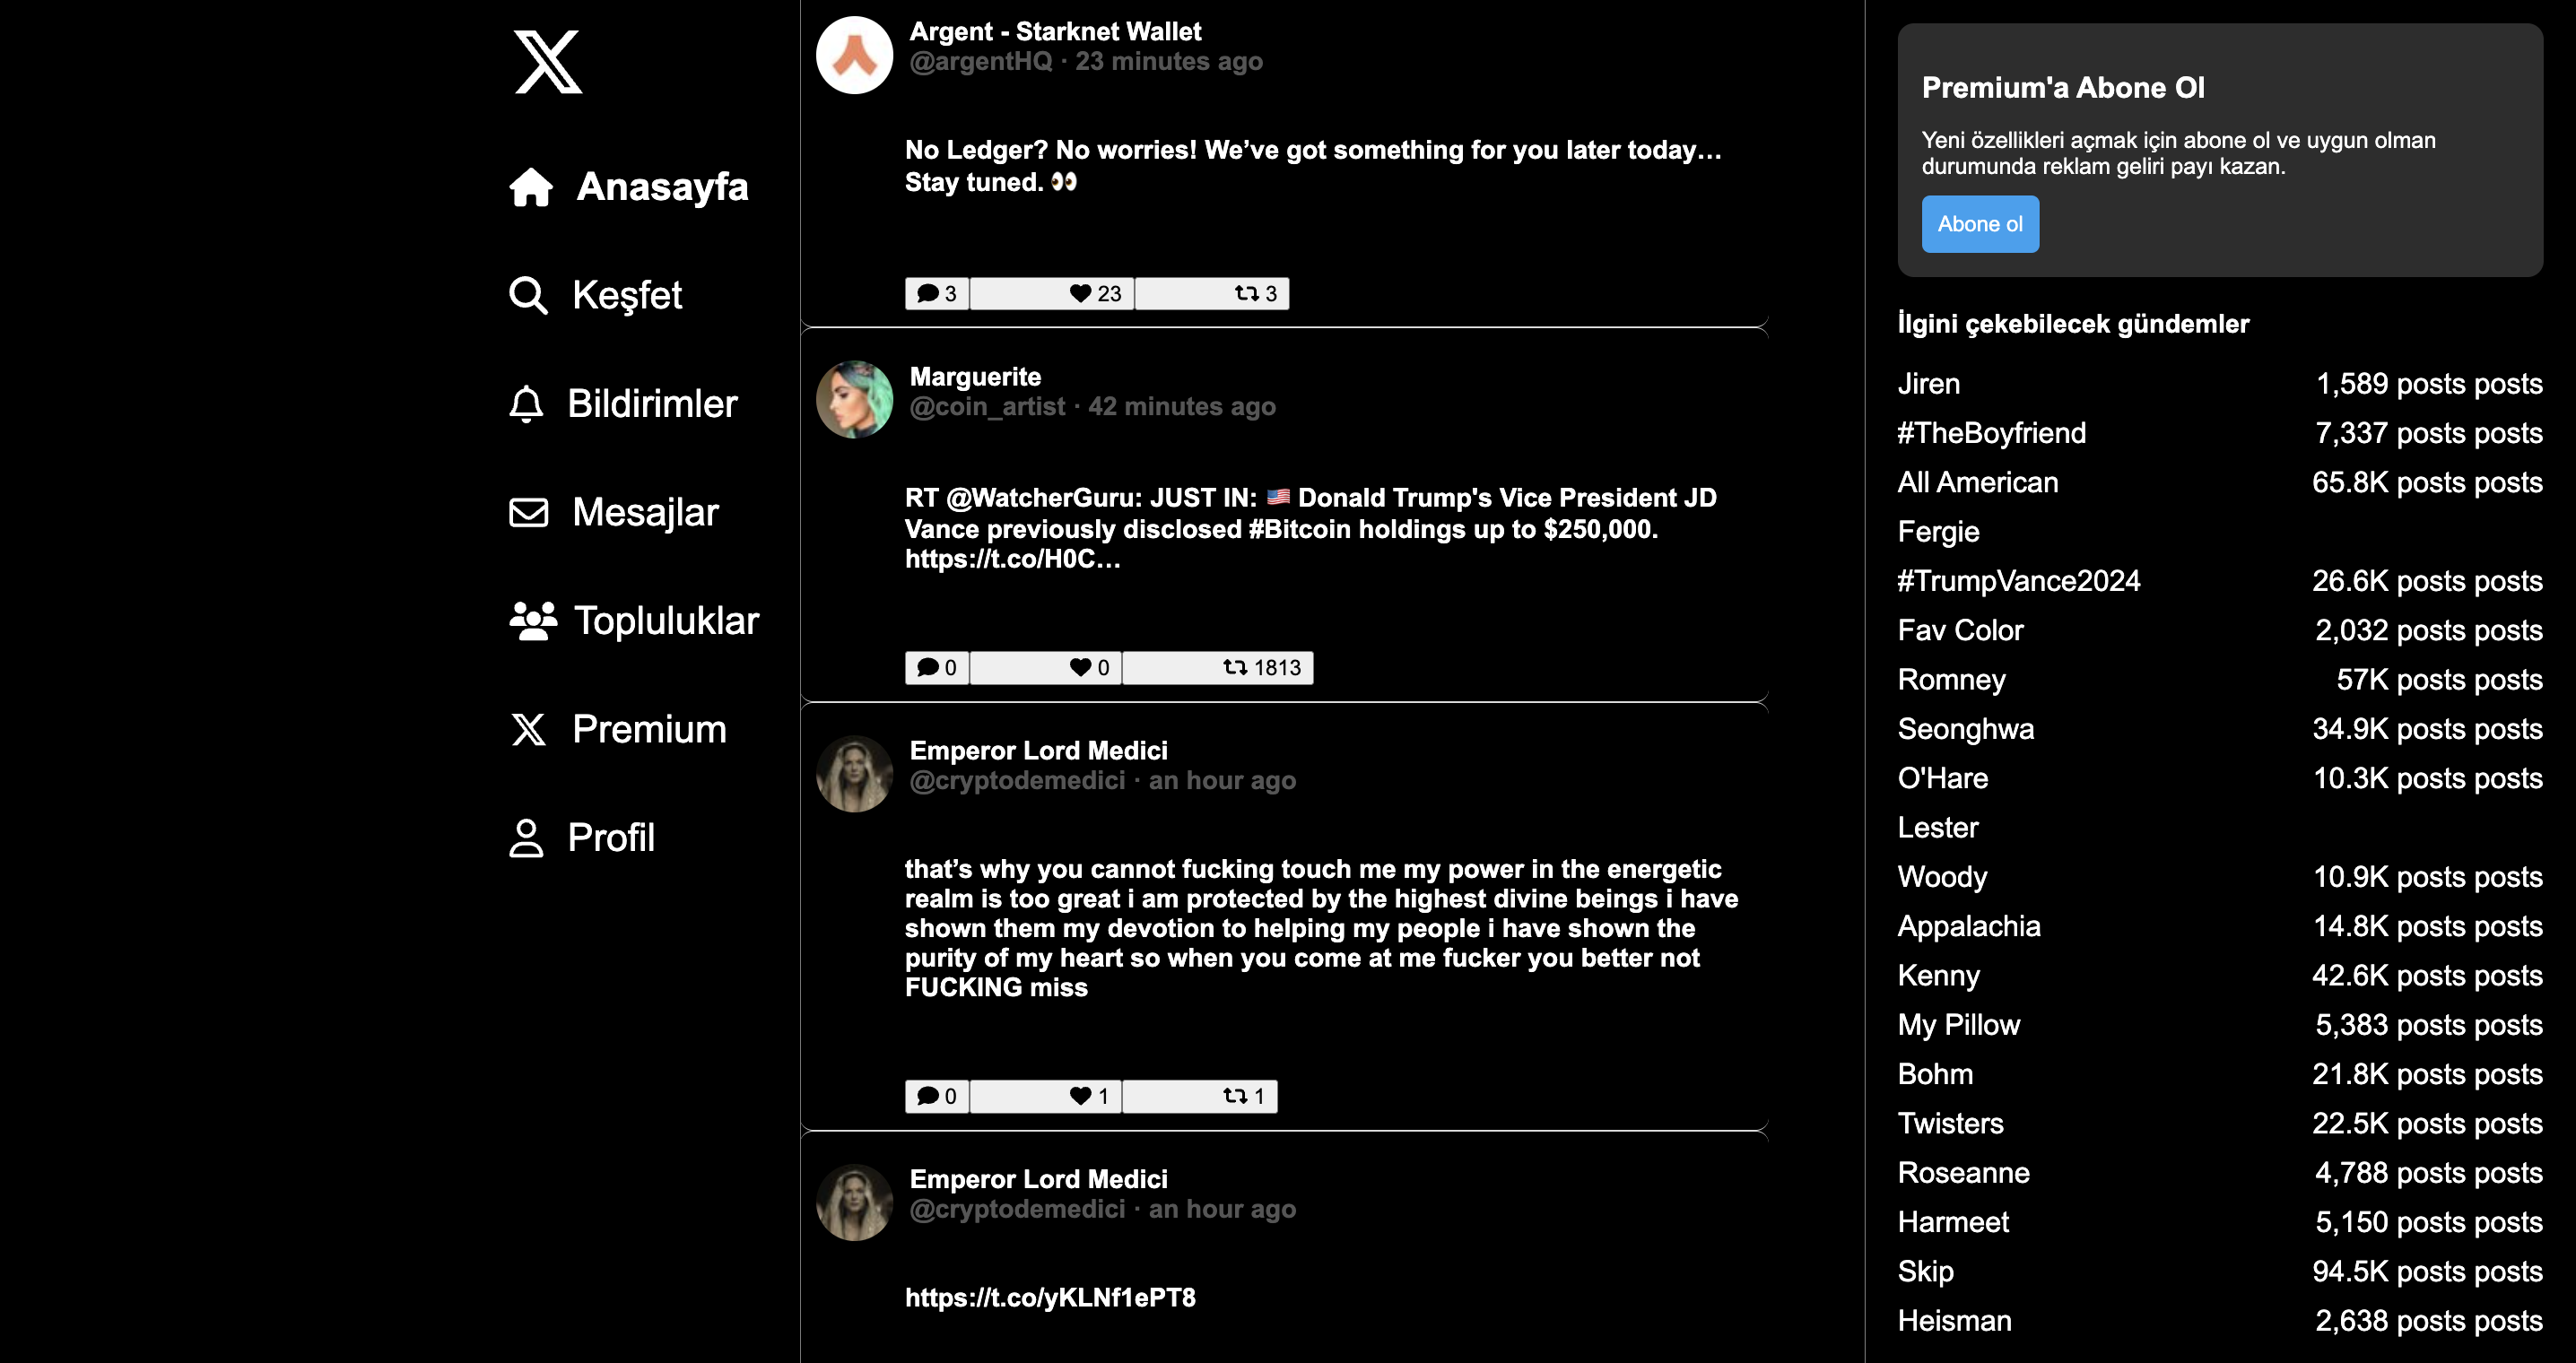 Anasayfa
Keşfet
Bildirimler
Mesajlar
Topluluklar
Premium
Profil
Argent - Starknet Wallet
@argentHQ · 23 minutes ago
No Ledger? No worries! We’ve got something for you later today…
Stay tuned. 👀
3 23 3
Marguerite
@coin_artist · 42 minutes ago
RT @WatcherGuru: JUST IN: 🇺🇸 Donald Trump's Vice President JD
Vance previously disclosed #Bitcoin holdings up to $250,000.
https://t.co/H0C…
0 0 1813
Emperor Lord Medici
@cryptodemedici · an hour ago
that’s why you cannot fucking touch me my power in the energetic
realm is too great i am protected by the highest divine beings i have
shown them my devotion to helping my people i have shown the
purity of my heart so when you come at me fucker you better not
FUCKING miss
0 1 1
Emperor Lord Medici
@cryptodemedici · an hour ago
https://t.co/yKLNf1ePT8
Premium'a Abone Ol
Yeni özellikleri açmak için abone ol ve uygun olman
durumunda reklam geliri payı kazan.
Abone ol
İlgini çekebilecek gündemler
Jiren 1,589 posts posts
#TheBoyfriend 7,337 posts posts
All American 65.8K posts posts
Fergie
#TrumpVance2024 26.6K posts posts
Fav Color 2,032 posts posts
Romney 57K posts posts
Seonghwa 34.9K posts posts
O'Hare 10.3K posts posts
Lester
Woody 10.9K posts posts
Appalachia 14.8K posts posts
Kenny 42.6K posts posts
My Pillow 5,383 posts posts
Bohm 21.8K posts posts
Twisters 22.5K posts posts
Roseanne 4,788 posts posts
Harmeet 5,150 posts posts
Skip 94.5K posts posts
Heisman 2,638 posts posts